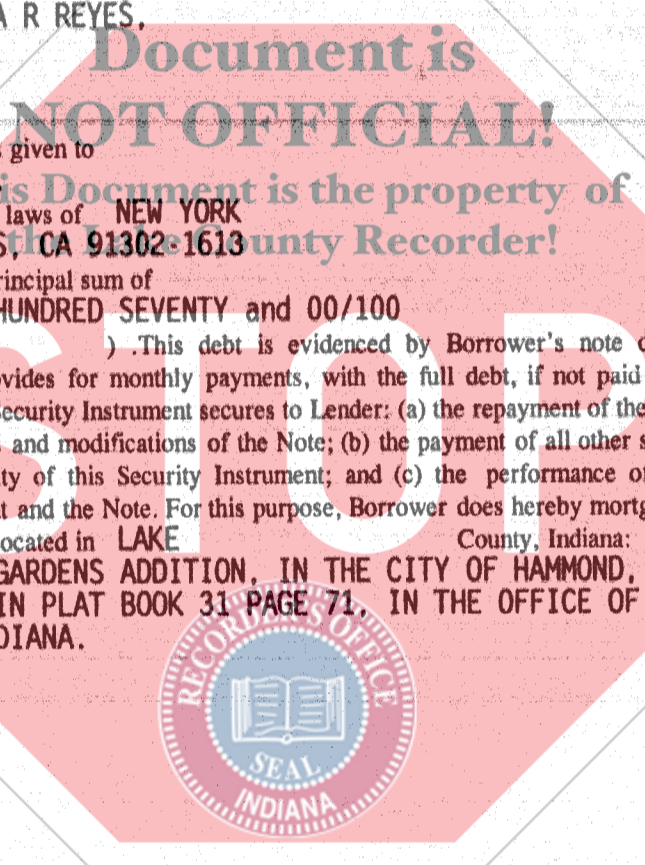 A R REYES,
Document is
NOT OFFICIAL!
s given to
is Document is the property of
laws of NEW YORK
the Lake County Recorder!
S, CA 91302-1613
rincipal sum of
HUNDRED SEVENTY and 00/100
) .This debt is evidenced by Borrower's note
ovides for monthly payments, with the full debt, if not paid
Security Instrument secures to Lender: (a) the repayment of the
and modifications of the Note; (b) the payment of all other s
ty of this Security Instrument; and (c) the performance of
t and the Note. For this purpose, Borrower does hereby mortg
ocated in LAKE County, Indiana:
GARDENS ADDITION, IN THE CITY OF HAMMOND,
IN PLAT BOOK 31 PAGE 71, IN THE OFFICE OF
DIANA.
STOP
RECORDER'S OFFICE
SEAL
INDIANA